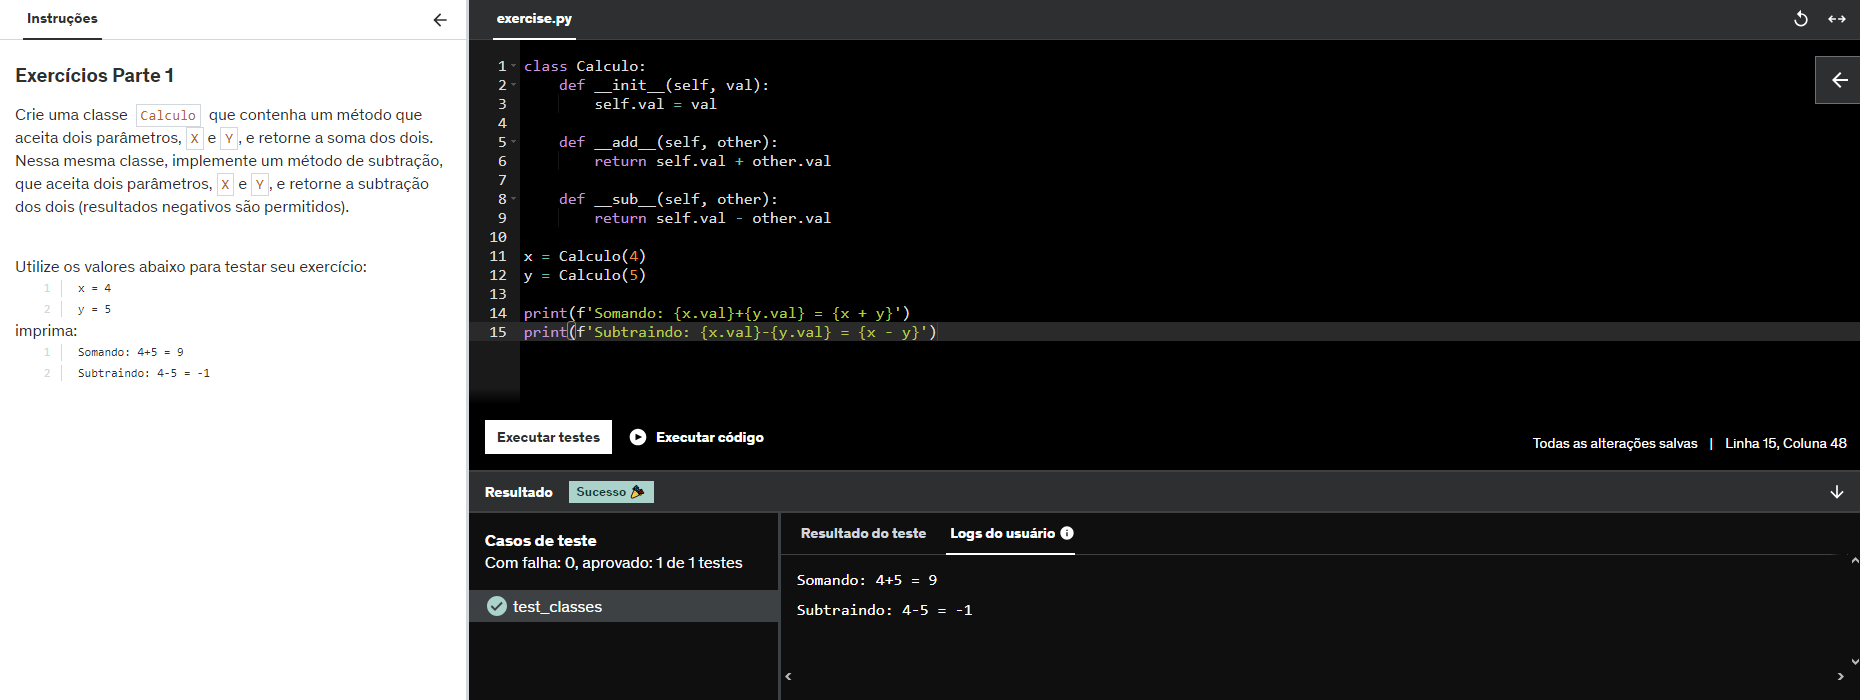 Instruções
Exercícios Parte 1
Crie uma classe Calculo que contenha um método que
aceita dois parâmetros, X e Y, e retorne a soma dos dois.
Nessa mesma classe, implemente um método de subtração,
que aceita dois parâmetros, X e Y, e retorne a subtração
dos dois (resultados negativos são permitidos).
Utilize os valores abaixo para testar seu exercício:
1 x = 4
2 y = 5
imprima:
1 Somando: 4+5 = 9
2 Subtraindo: 4-5 = -1
exercise.py
1 class Calculo:
2     def __init__(self, val):
3         self.val = val
4
5     def __add__(self, other):
6         return self.val + other.val
7
8     def __sub__(self, other):
9         return self.val - other.val
10
11 x = Calculo(4)
12 y = Calculo(5)
13
14 print(f'Somando: {x.val}+{y.val} = {x + y}')
15 print(f'Subtraindo: {x.val}-{y.val} = {x - y}')
Executar testes
Executar código
Todas as alterações salvas | Linha 15, Coluna 48
Resultado
Sucesso
Casos de teste
Com falha: 0, aprovado: 1 de 1 testes
test_classes
Resultado do teste
Logs do usuário
Somando: 4+5 = 9
Subtraindo: 4-5 = -1